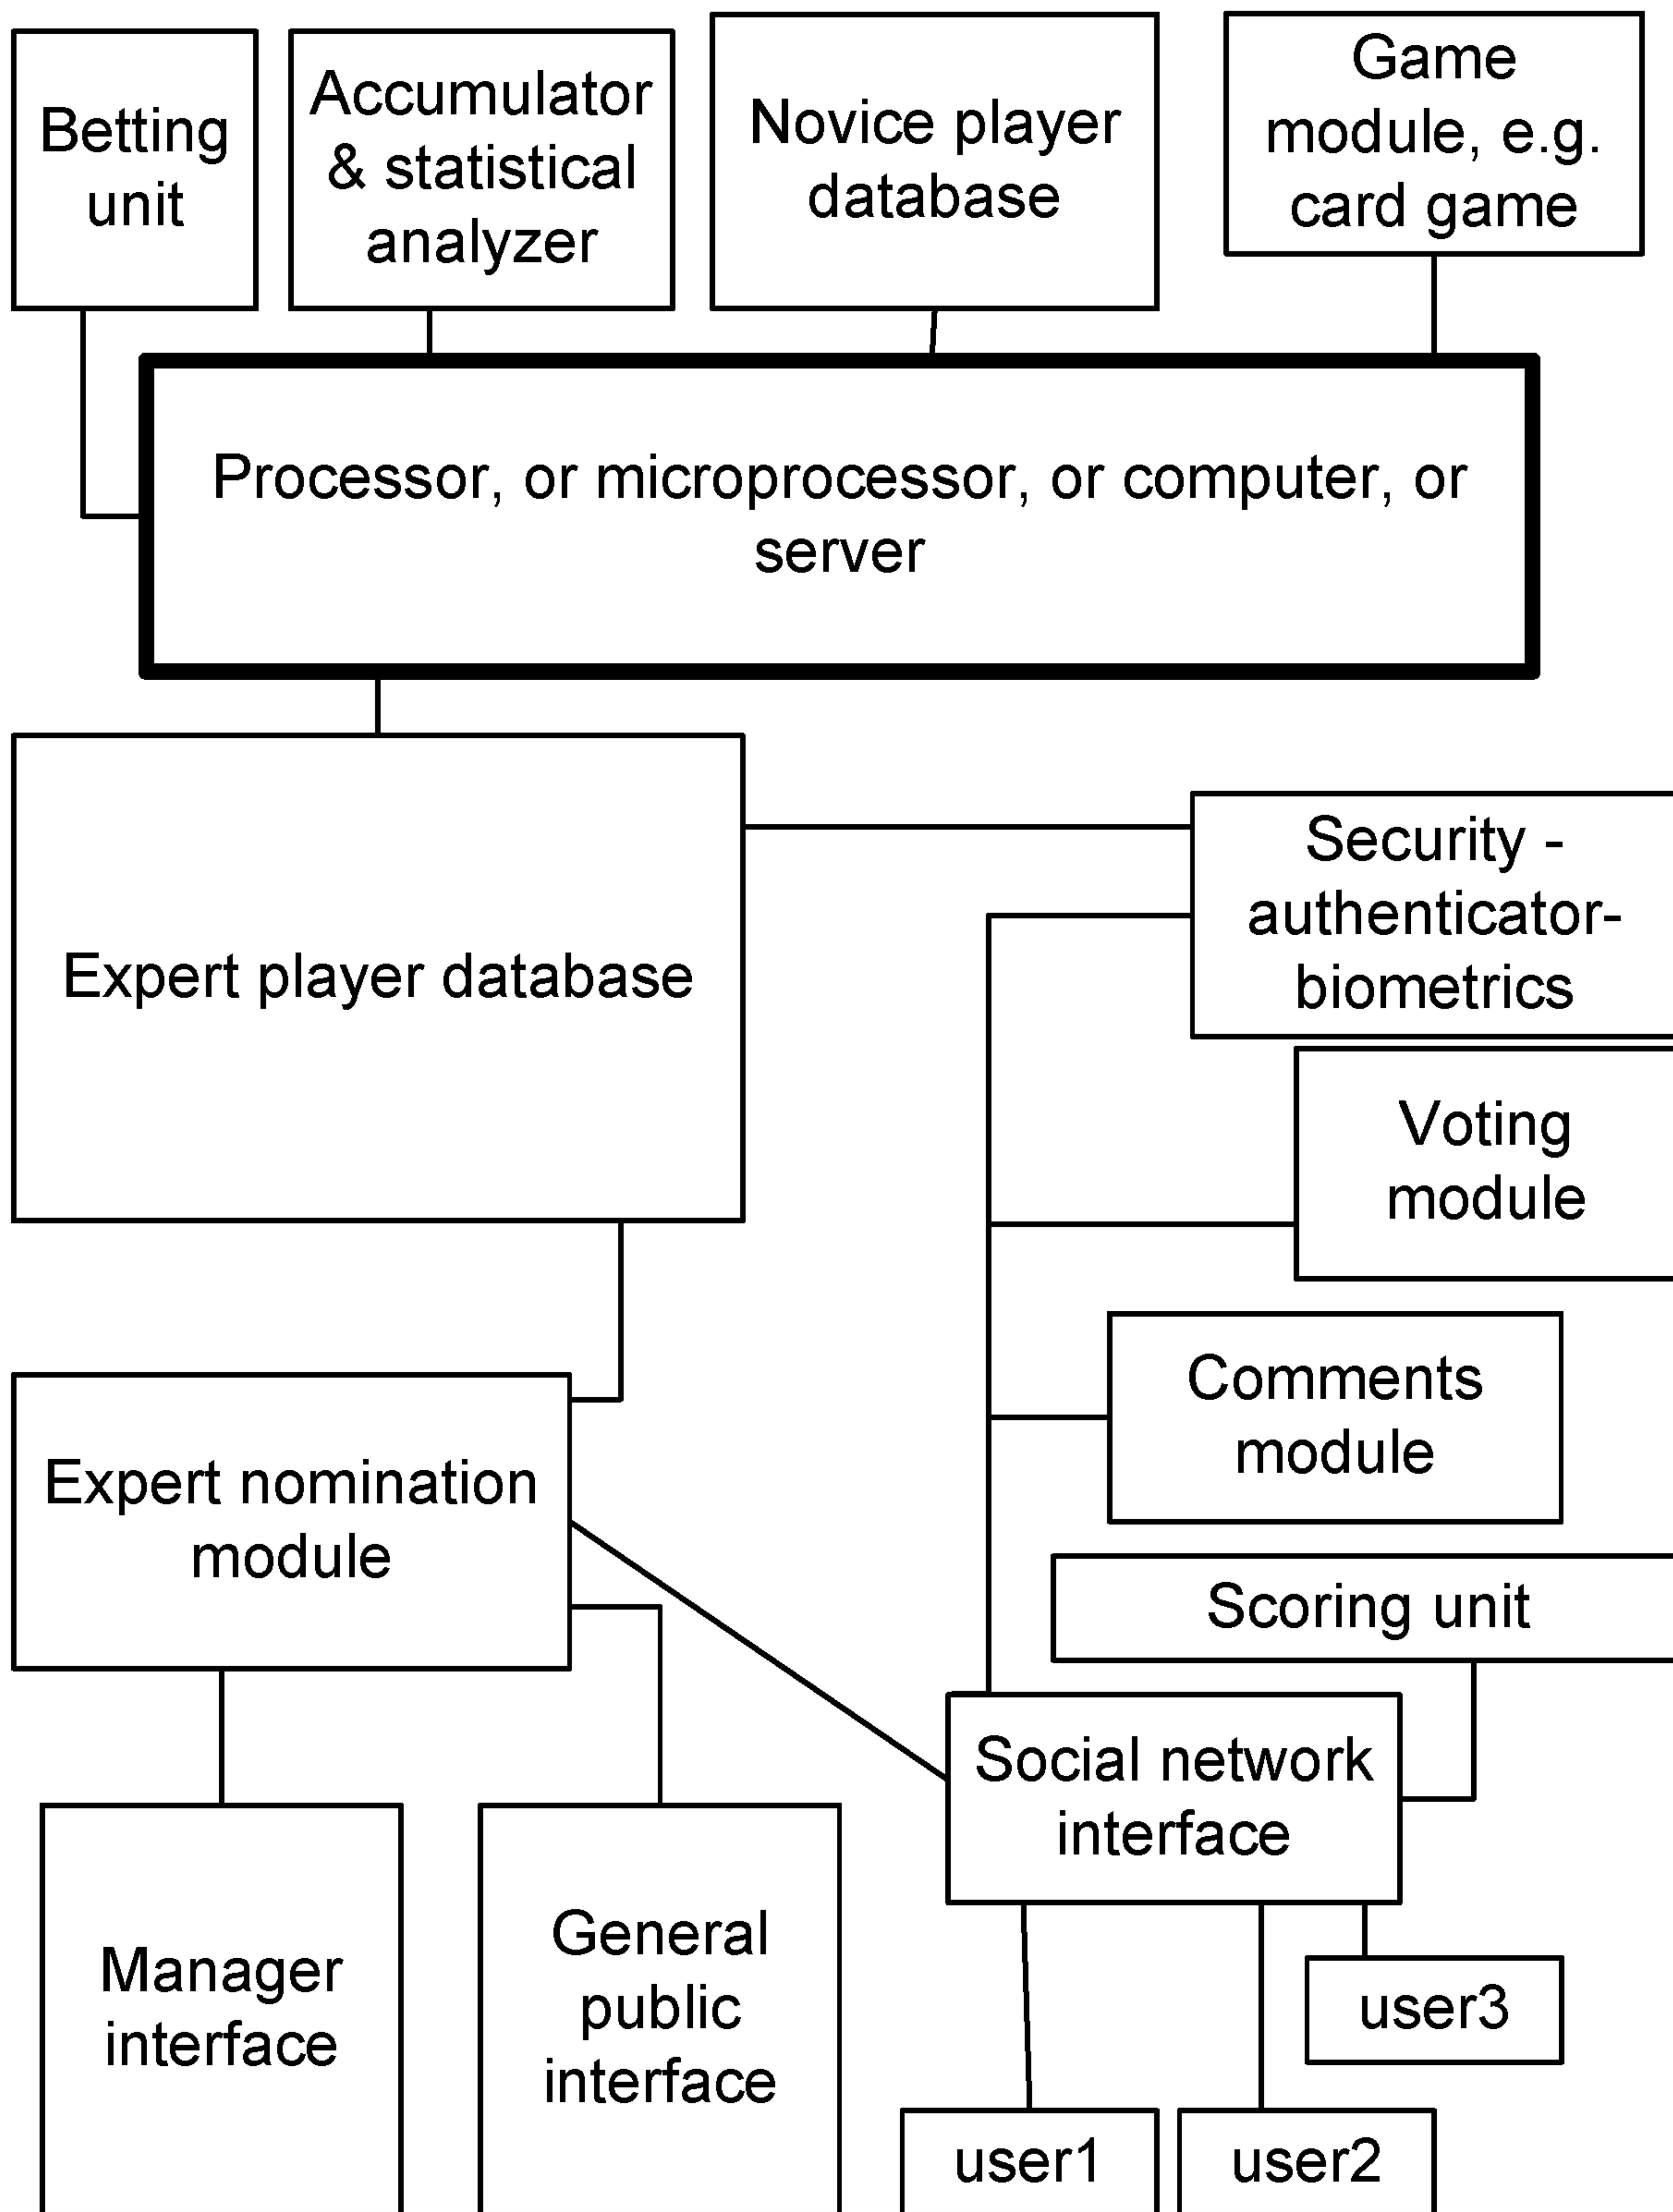 Betting
unit
Accumulator
& statistical
analyzer
Novice player
database
Game
module, e.g.
card game
Processor, or microprocessor, or computer, or
server
Expert player database
Security -
authenticator-
biometrics
Voting
module
Comments
module
Expert nomination
module
Scoring unit
Social network
interface
Manager
interface
General
public
interface
user3
user1
user2